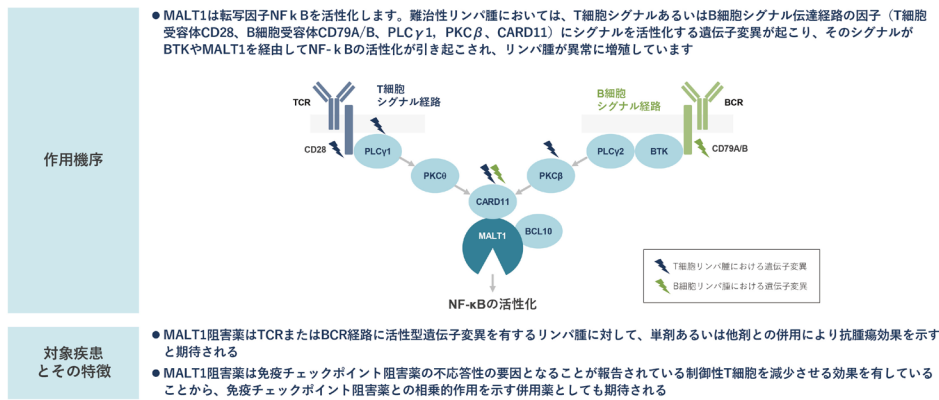 作用機序
● MALT1は転写因子NFｋBを活性化します。難治性リンパ腫においては、T細胞シグナルあるいはB細胞シグナル伝達経路の因子（T細胞
受容体CD28、B細胞受容体CD79A/B、PLCγ1，PKCβ、CARD11）にシグナルを活性化する遺伝子変異が起こり、そのシグナルが
BTKやMALT1を経由してNF-ｋBの活性化が引き起こされ、リンパ腫が異常に増殖しています
TCR
T細胞
シグナル経路
B細胞
シグナル経路
BCR
CD28
PLCγ1
PLCγ2
BTK
CD79A/B
PKCθ
PKCβ
CARD11
MALT1
BCL10
T細胞リンパ腫における遺伝子変異
B細胞リンパ腫における遺伝子変異
NF-κBの活性化
対象疾患
とその特徴
● MALT1阻害薬はTCRまたはBCR経路に活性型遺伝子変異を有するリンパ腫に対して、単剤あるいは他剤との併用により抗腫瘍効果を示す
と期待される
● MALT1阻害薬は免疫チェックポイント阻害薬の不応答性の要因となることが報告されている制御性T細胞を減少させる効果を有している
ことから、免疫チェックポイント阻害薬との相乗的作用を示す併用薬としても期待される